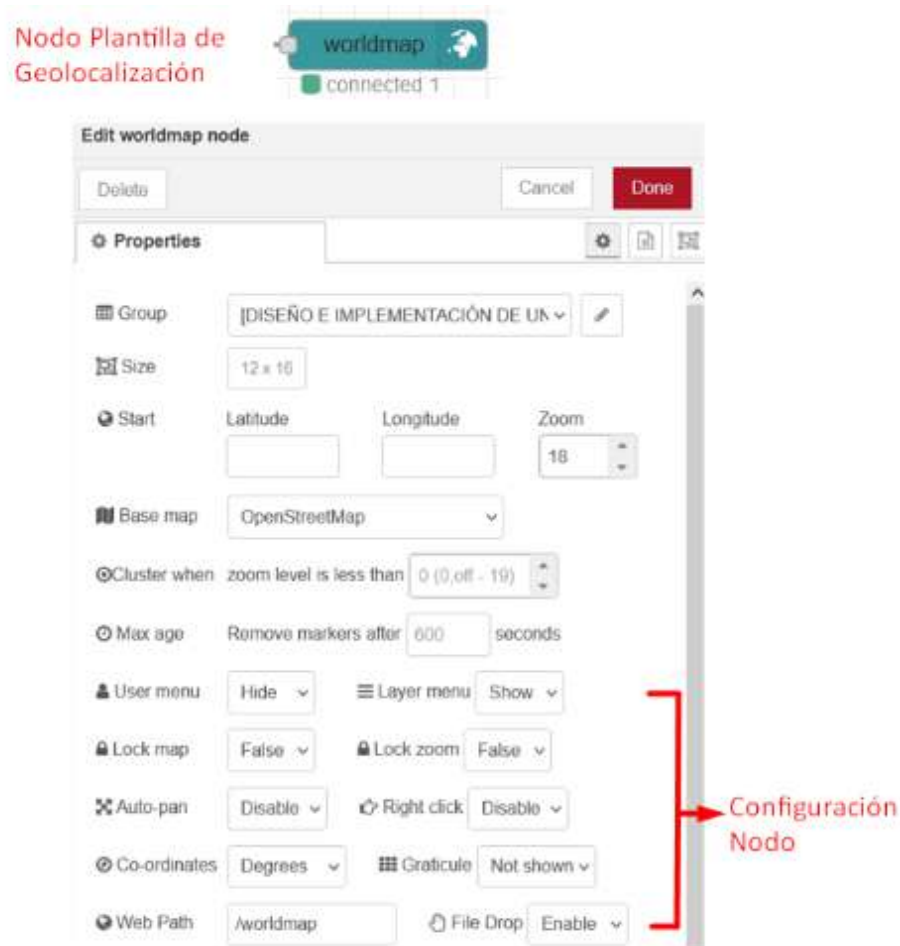 Nodo Plantilla de
Geolocalización
worldmap
connected 1
Edit worldmap node
Delete
Cancel
Done
Properties
Group
[DISEÑO E IMPLEMENTACIÓN DE UN
Size
12 x 16
Start
Latitude
Longitude
Zoom
18
Base map
OpenStreetMap
Cluster when
zoom level is less than
0 (0,off - 19)
Max age
Remove markers after
600
seconds
User menu
Hide
Layer menu
Show
Lock map
False
Lock zoom
False
Auto-pan
Disable
Right click
Disable
Co-ordinates
Degrees
Graticule
Not shown
Web Path
/worldmap
File Drop
Enable
Configuración
Nodo